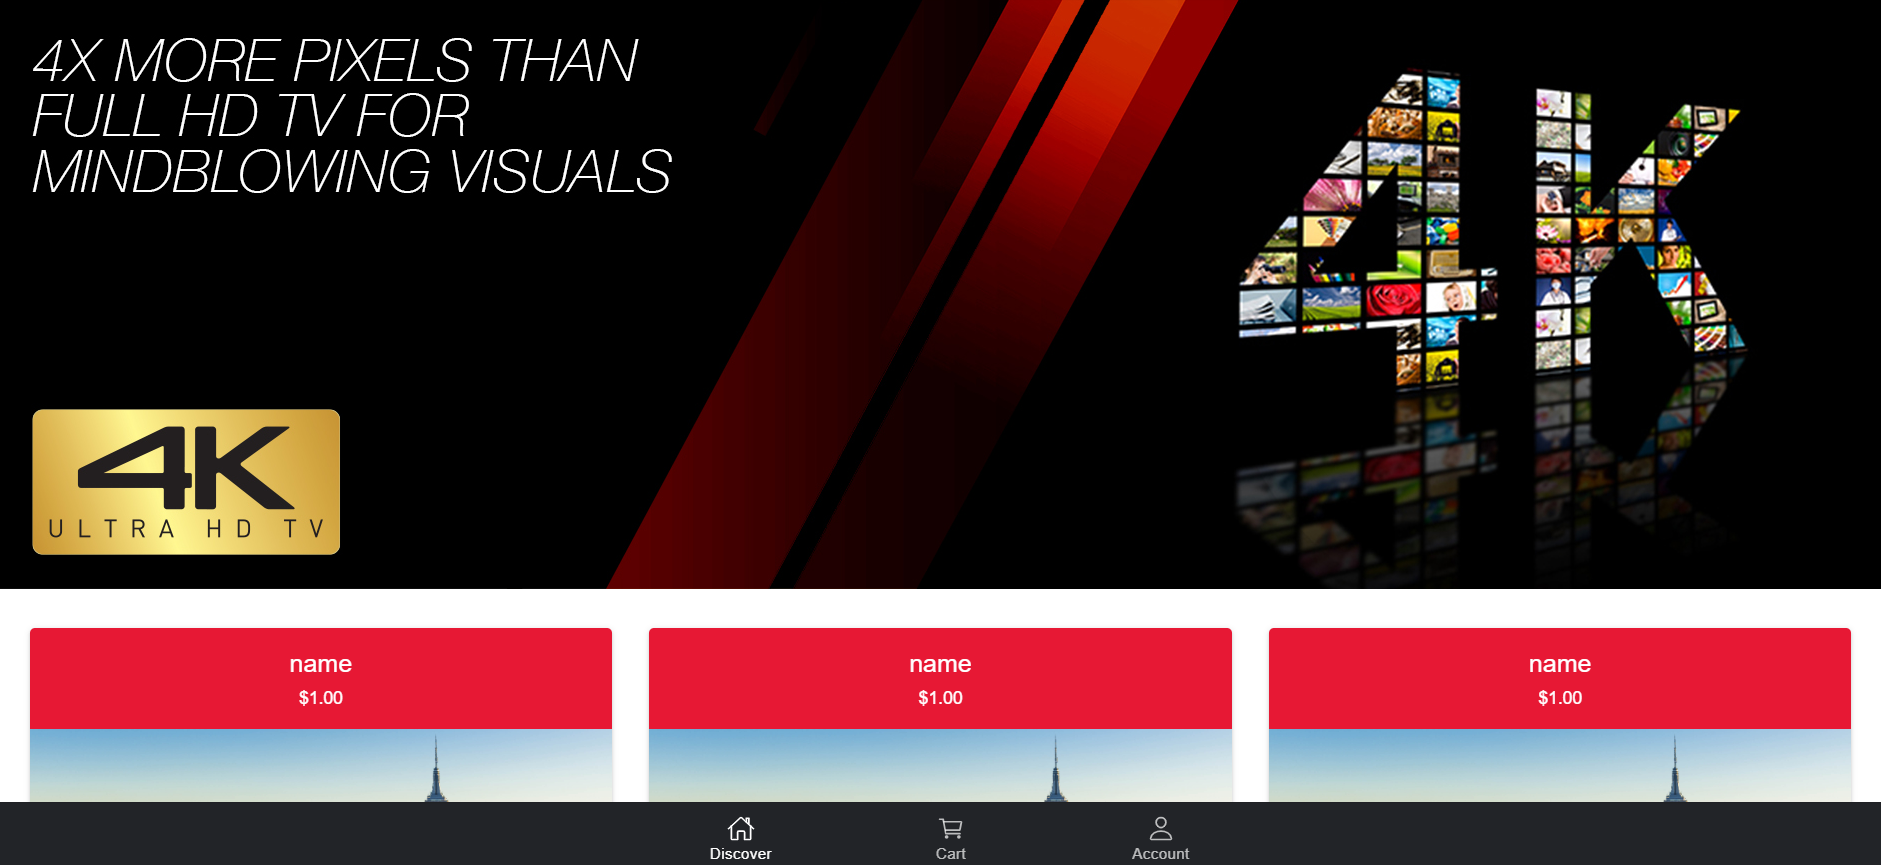 4X MORE PIXELS THAN
FULL HD TV FOR
MINDBLOWING VISUALS
4K
4K
ULTRA HD TV
name
$1.00
name
$1.00
name
$1.00
Discover
Cart
Account